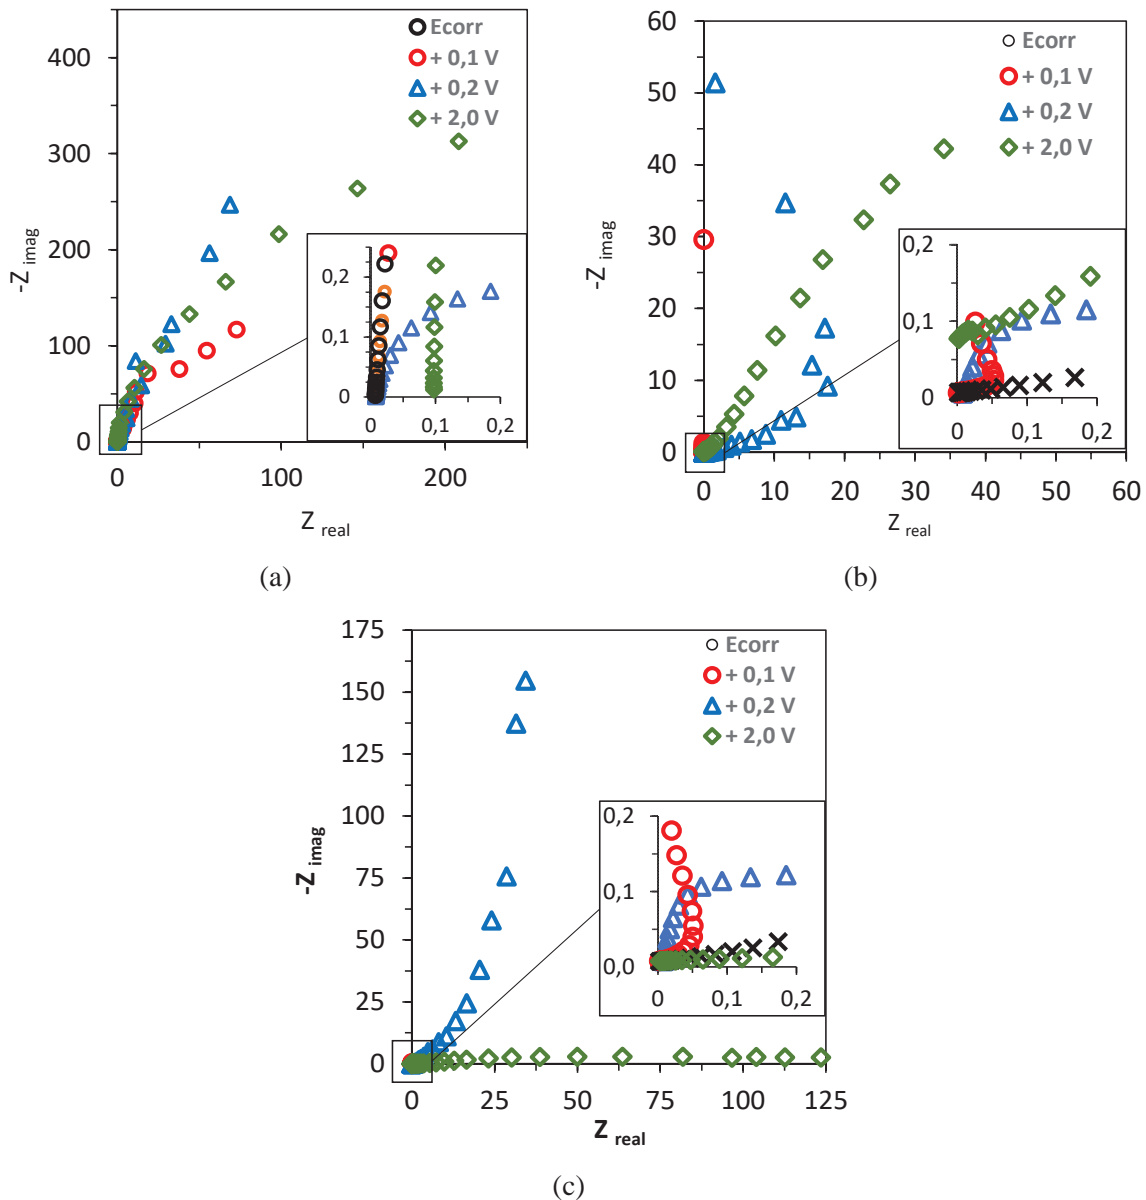 450
300
200
100
50
0
0 100 200
-Z imag
Z real
Ecorr
+ 0,1 V
+ 0,2 V
+ 2,0 V
0,2
0,1
0
0 0,1 0,2
(a)
60
50
40
30
20
10
0
0 10 20 30 40 50 60
-Z imag
Z real
Ecorr
+ 0,1 V
+ 0,2 V
+ 2,0 V
0,2
0,1
0
0 0,1 0,2
(b)
175
150
125
100
75
50
25
0
0 25 50 75 100 125
-Z imag
Z real
Ecorr
+ 0,1 V
+ 0,2 V
+ 2,0 V
0,2
0,1
0,0
0 0,1 0,2
(c)